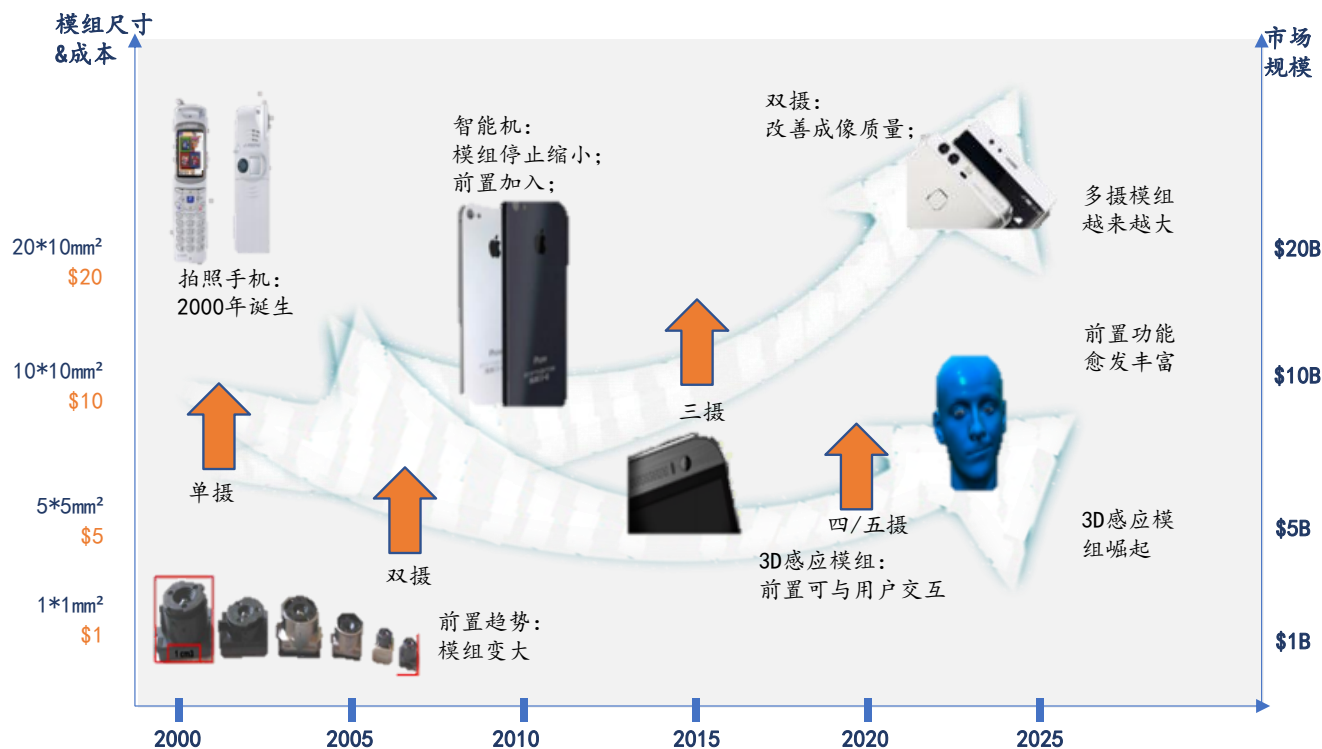 模组尺寸
&成本
市场
规模
双摄：
改善成像质量；
智能机：
模组停止缩小；
前置加入；
多摄模组
越来越大
20*10mm²
$20
$20B
拍照手机：
2000年诞生
前置功能
愈发丰富
10*10mm²
$10
$10B
三摄
单摄
5*5mm²
$5
$5B
四/五摄
3D感应模
组崛起
双摄
3D感应模组：
前置可与用户交互
1*1mm²
$1
$1B
前置趋势：
模组变大
2000
2005
2010
2015
2020
2025